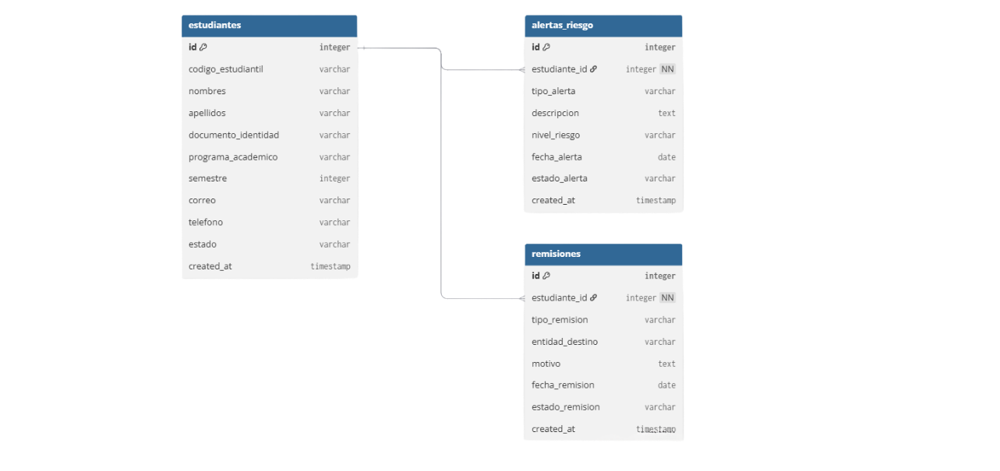 estudiantes
id integer
codigo_estudiantil varchar
nombres varchar
apellidos varchar
documento_identidad varchar
programa_academico varchar
semestre integer
correo varchar
telefono varchar
estado varchar
created_at timestamp
alertas_riesgo
id integer
estudiante_id integer NN
tipo_alerta varchar
descripcion text
nivel_riesgo varchar
fecha_alerta date
estado_alerta varchar
created_at timestamp
remisiones
id integer
estudiante_id integer NN
tipo_remision varchar
entidad_destino varchar
motivo text
fecha_remision date
estado_remision varchar
created_at timestamp